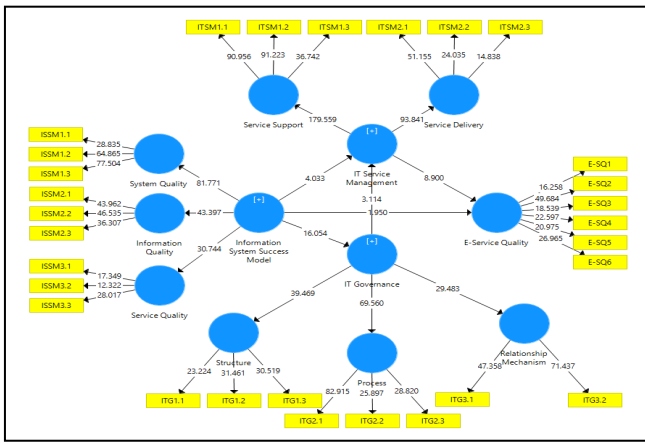 ITSM1.1 ITSM1.2 ITSM1.3 ITSM2.1 ITSM2.2 ITSM2.3
90.956 91.223 36.742 51.155 24.035 14.838
Service Support
179.559
93.841
Service Delivery
[+]
IT Service
Management
ISSM1.1
ISSM1.2
ISSM1.3
28.835
64.865
77.504
System Quality
81.771
ISSM2.1
ISSM2.2
ISSM2.3
43.962
46.535
36.307
Information
Quality
43.397
ISSM3.1
ISSM3.2
ISSM3.3
17.349
12.322
28.017
Service Quality
30.744
[+]
Information
System Success
Model
4.033
16.054
3.114
1.950
8.900
E-Service Quality
16.258
49.684
18.539
22.597
20.975
26.965
E-SQ1
E-SQ2
E-SQ3
E-SQ4
E-SQ5
E-SQ6
[+]
IT Governance
39.469
69.560
29.483
Structure
23.224
31.461
30.519
ITG1.1 ITG1.2 ITG1.3
Process
82.915
25.897
28.820
ITG2.1 ITG2.2 ITG2.3
Relationship
Mechanism
47.358
71.437
ITG3.1 ITG3.2